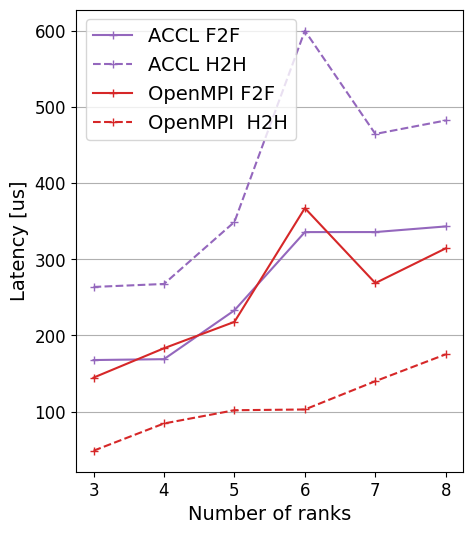 ACCL F2F
ACCL H2H
OpenMPI F2F
OpenMPI  H2H
600
500
400
300
200
100
Latency [us]
3 4 5 6 7 8
Number of ranks